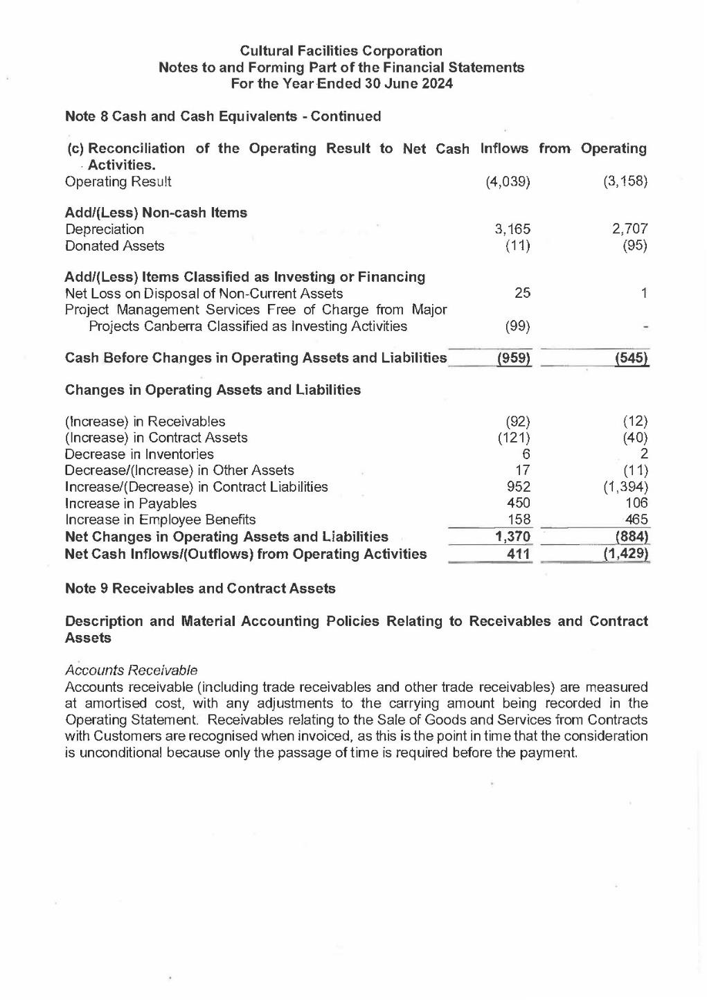 Cultural Facilities Corporation
Notes to and Forming Part of the Financial Statements
For the Year Ended 30 June 2024
Note 8 Cash and Cash Equivalents - Continued
(c) Reconciliation of the Operating Result to Net Cash Inflows from Operating
Activities.
Operating Result (4,039) (3,158)
Add/(Less) Non-cash Items
Depreciation 3,165 2,707
Donated Assets (11) (95)
Add/(Less) Items Classified as Investing or Financing
Net Loss on Disposal of Non-Current Assets 25 1
Project Management Services Free of Charge from Major
Projects Canberra Classified as Investing Activities (99) -
Cash Before Changes in Operating Assets and Liabilities (959) (545)
Changes in Operating Assets and Liabilities
(Increase) in Receivables (92) (12)
(Increase) in Contract Assets (121) (40)
Decrease in Inventories 6 2
Decrease/(Increase) in Other Assets 17 (11)
Increase/(Decrease) in Contract Liabilities 952 (1,394)
Increase in Payables 450 106
Increase in Employee Benefits 158 465
Net Changes in Operating Assets and Liabilities 1,370 (884)
Net Cash Inflows/(Outflows) from Operating Activities 411 (1,429)
Note 9 Receivables and Contract Assets
Description and Material Accounting Policies Relating to Receivables and Contract
Assets
Accounts Receivable
Accounts receivable (including trade receivables and other trade receivables) are measured
at amortised cost, with any adjustments to the carrying amount being recorded in the
Operating Statement. Receivables relating to the Sale of Goods and Services from Contracts
with Customers are recognised when invoiced, as this is the point in time that the consideration
is unconditional because only the passage of time is required before the payment.